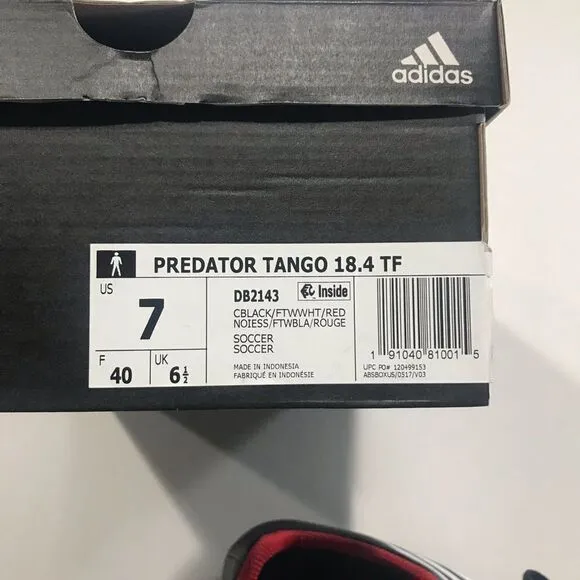 adidas
PREDATOR TANGO 18.4 TF
US
7
F
40
UK
6½
DB2143
Inside
CBLACK/FTWWHT/RED
NOIESS/FTWBLA/ROUGE
SOCCER
SOCCER
MADE IN INDONESIA
FABRIQUÉ EN INDONÉSIE
1 91040 81001 5
UPC PO# 120499153
ABSBOXUS/0517/V03